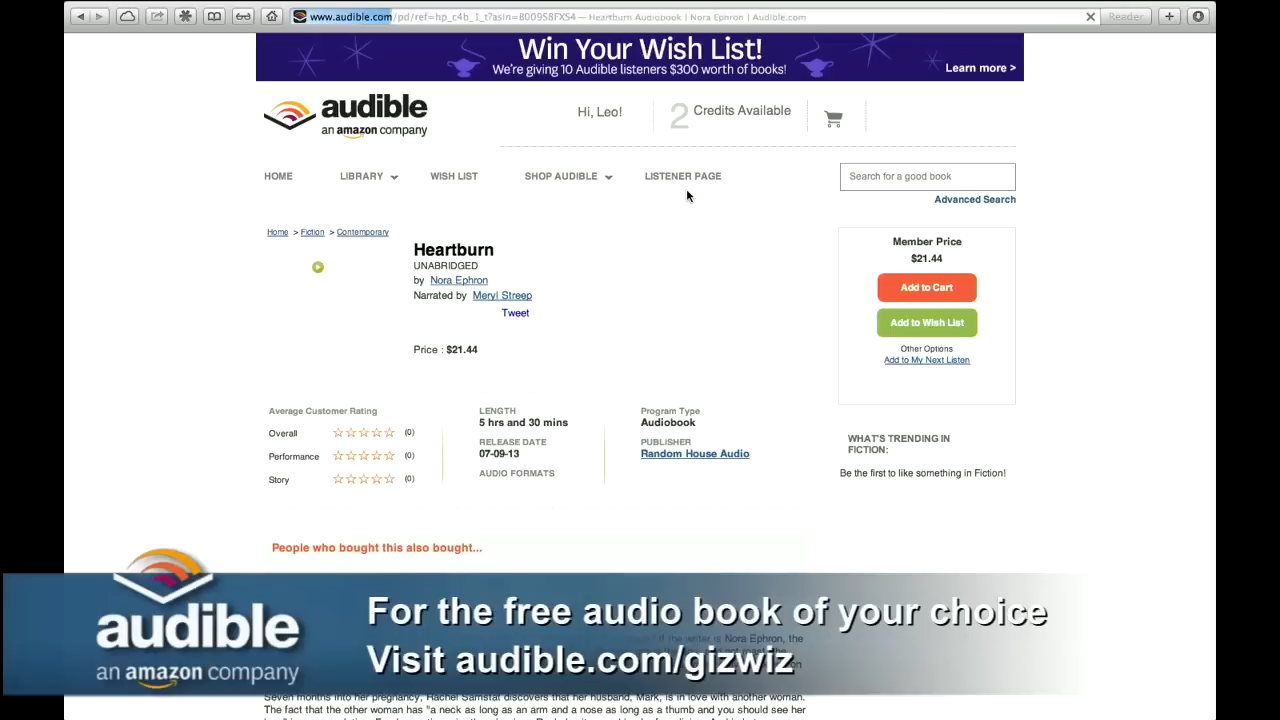 www.audible.com/pd/ref=hp_c4b_1_t?asin=B009S8FXS4 — Heartburn Audiobook | Nora Ephron | Audible.com
Reader
Win Your Wish List!
We're giving 10 Audible listeners $300 worth of books!
Learn more >
audible
an amazon company
Hi, Leo!
2 Credits Available
HOME
LIBRARY
WISH LIST
SHOP AUDIBLE
LISTENER PAGE
Search for a good book
Advanced Search
Home > Fiction > Contemporary
Heartburn
UNABRIDGED
by Nora Ephron
Narrated by Meryl Streep
Tweet
Price : $21.44
Member Price
$21.44
Add to Cart
Add to Wish List
Other Options
Add to My Next Listen
Average Customer Rating
Overall (0)
Performance (0)
Story (0)
LENGTH
5 hrs and 30 mins
RELEASE DATE
07-09-13
AUDIO FORMATS
Program Type
Audiobook
PUBLISHER
Random House Audio
WHAT'S TRENDING IN
FICTION:
Be the first to like something in Fiction!
People who bought this also bought...
audible
an amazon company
For the free audio book of your choice
Visit audible.com/gizwiz
if the writer is Nora Ephron, the
Seven months into her pregnancy, Rachel Samstat discovers that her husband, Mark, is in love with another woman.
The fact that the other woman has "a neck as long as an arm and a nose as long as a thumb and you should see her